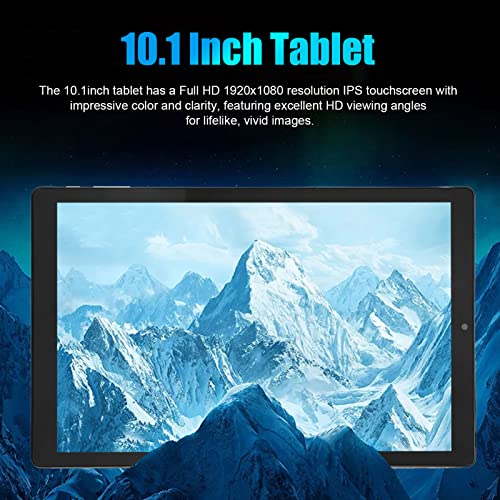 10.1 Inch Tablet
The 10.1inch tablet has a Full HD 1920x1080 resolution IPS touchscreen with
impressive color and clarity, featuring excellent HD viewing angles
for lifelike, vivid images.